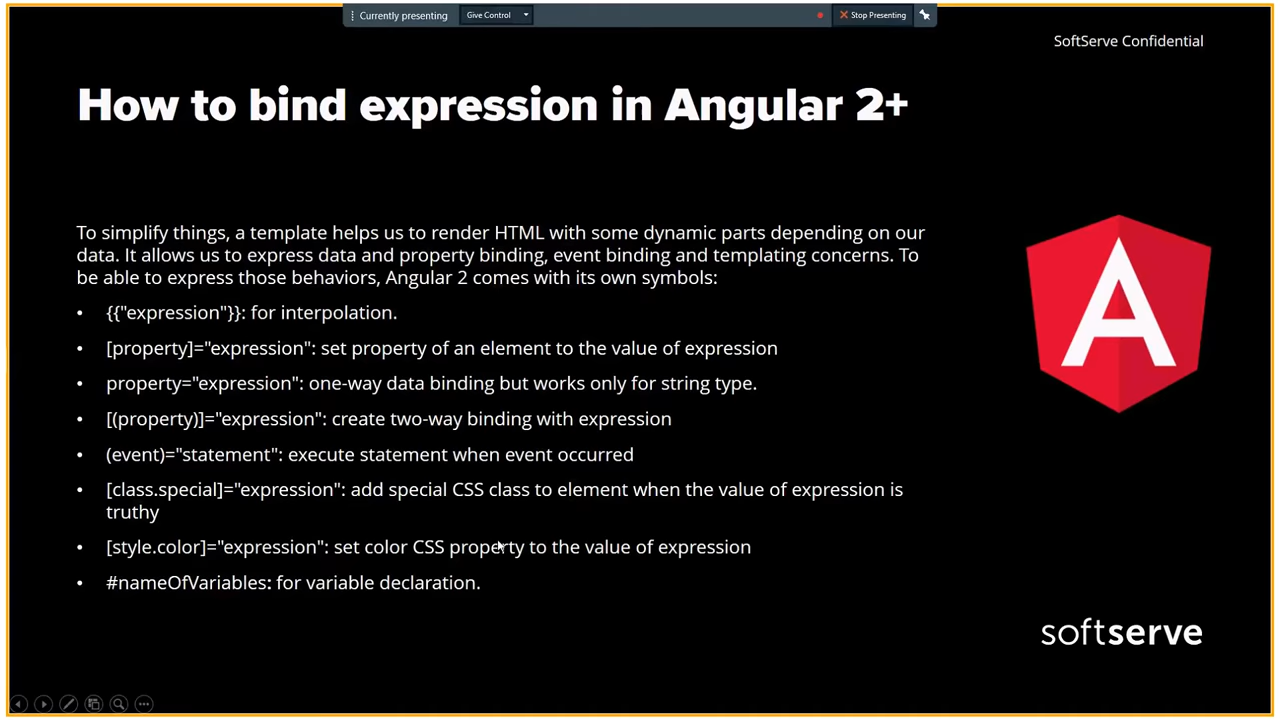 Currently presenting
Give Control
Stop Presenting
SoftServe Confidential
How to bind expression in Angular 2+
To simplify things, a template helps us to render HTML with some dynamic parts depending on our
data. It allows us to express data and property binding, event binding and templating concerns. To
be able to express those behaviors, Angular 2 comes with its own symbols:
• {{"expression"}}: for interpolation.
• [property]="expression": set property of an element to the value of expression
• property="expression": one-way data binding but works only for string type.
• [(property)]="expression": create two-way binding with expression
• (event)="statement": execute statement when event occurred
• [class.special]="expression": add special CSS class to element when the value of expression is
truthy
• [style.color]="expression": set color CSS property to the value of expression
• #nameOfVariables: for variable declaration.
A
softserve